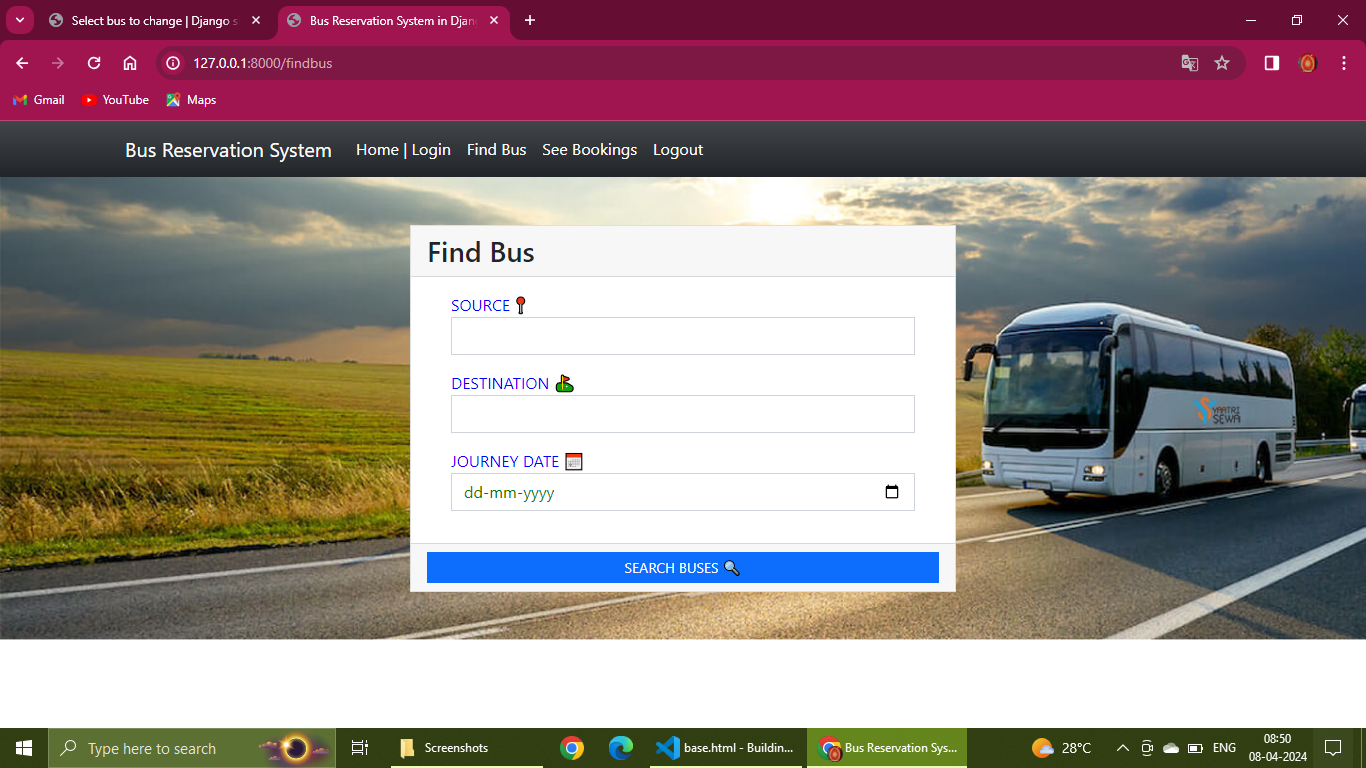 Select bus to change | Django s
Bus Reservation System in Djan
127.0.0.1:8000/findbus
Gmail
YouTube
Maps
Bus Reservation System
Home | Login
Find Bus
See Bookings
Logout
Find Bus
SOURCE
DESTINATION
JOURNEY DATE
dd-mm-yyyy
SEARCH BUSES
YAATRI
SEWA
Type here to search
Screenshots
base.html - Buildin...
Bus Reservation Sys...
28°C
ENG
08:50
08-04-2024